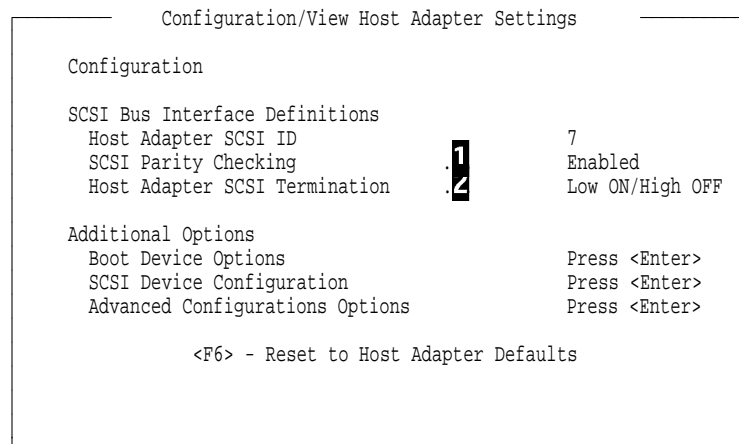 Configuration/View Host Adapter Settings
Configuration
SCSI Bus Interface Definitions
Host Adapter SCSI ID 7
SCSI Parity Checking .1 Enabled
Host Adapter SCSI Termination .2 Low ON/High OFF
Additional Options
Boot Device Options Press <Enter>
SCSI Device Configuration Press <Enter>
Advanced Configurations Options Press <Enter>
<F6> - Reset to Host Adapter Defaults